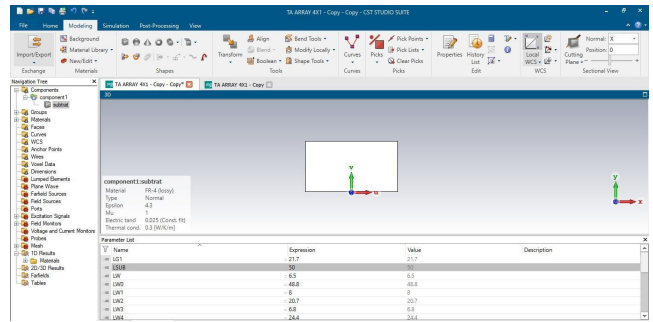 TA ARRAY 4X1 - Copy - Copy - CST STUDIO SUITE
File Home Modeling Simulation Post-Processing View
Import/Export
Exchange
Background
Material Library
New/Edit
Materials
Shapes
Transform
Align
Blend
Boolean
Bend Tools
Modify Locally
Shape Tools
Tools
Curves
Curves
Picks
Pick Points
Pick Lists
Clear Picks
Picks
Properties
History List
Edit
Local WCS
WCS
Cutting Plane
Normal: X
Position: 0
Sectional View
Navigation Tree
Components
component1
subtrat
Groups
Materials
Faces
Curves
WCS
Anchor Points
Wires
Voxel Data
Dimensions
Lumped Elements
Plane Wave
Farfield Sources
Field Sources
Ports
Excitation Signals
Field Monitors
Voltage and Current Monitors
Probes
Mesh
1D Results
Materials
2D/3D Results
Farfields
Tables
TA ARRAY 4X1 - Copy - Copy*
TA ARRAY 4X1 - Copy
3D
v
u
y
x
component1:subtrat
Material FR-4 (lossy)
Type Normal
Epsilon 4.3
Mu 1
Electric tand 0.025 (Const. fit)
Thermal cond. 0.3 [W/K/m]
Parameter List
Name Expression Value Description
LG1 = 21.7 21.7
LSUB = 50 50
LW = 6.5 6.5
LW0 = 48.8 48.8
LW1 = 8 8
LW2 = 20.7 20.7
LW3 = 6.8 6.8
LW4 = 24.4 24.4